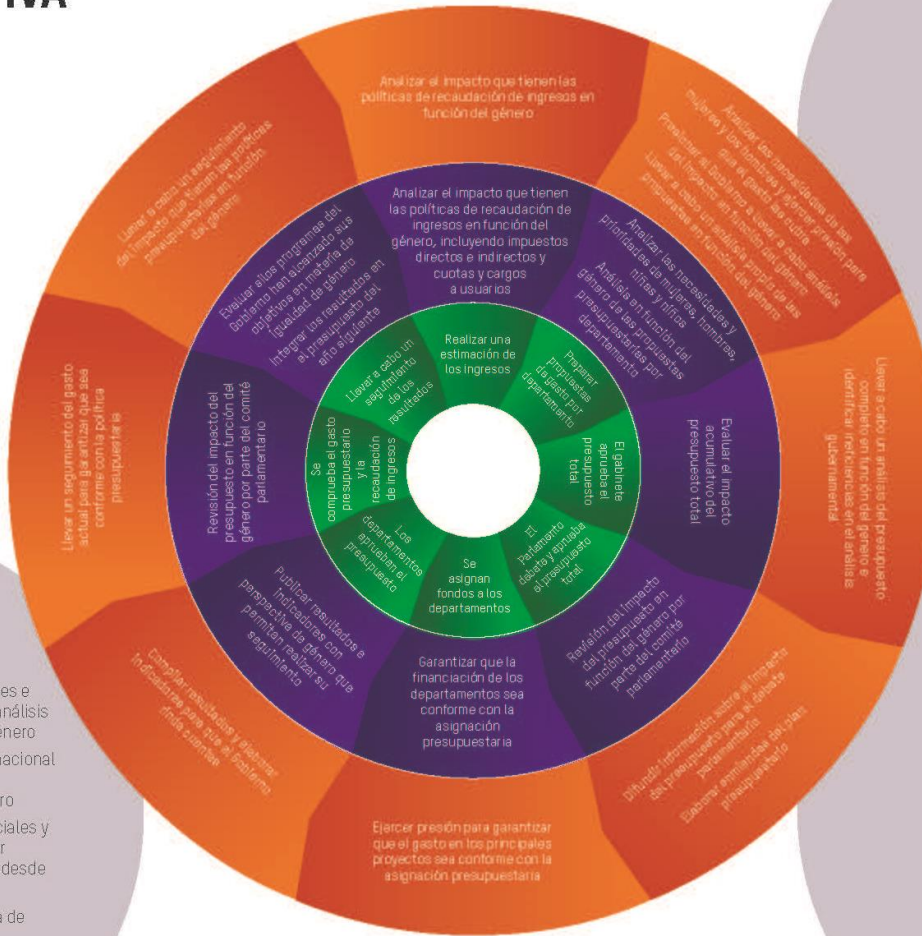 IVA
Analizar el impacto que tienen las
políticas de recaudación de ingresos en
función del género
Analizar las necesidades de las
mujeres y los hombres y ejercer presión para
que el gasto las cubra
Presionar al Gobierno a llevar a cabo análisis
del impacto en función del género
Llevar a cabo un análisis propio de las
propuestas en función del género
Llevar a cabo un análisis del presupuesto
completo en función del género e
identificar ineficiencias en el análisis
gubernamental
Difundir información sobre el impacto
del presupuesto para el debate
parlamentario
Elaborar enmiendas del plan
presupuestario
Ejercer presión para garantizar
que el gasto en los principales
proyectos sea conforme con la
asignación presupuestaria
Compilar resultados y elaborar
indicadores para que el Gobierno
rinda cuentas
Llevar un seguimiento del gasto
actual para garantizar que sea
conforme con la política
presupuestaria
Llevar a cabo un seguimiento
del impacto que tienen las políticas
presupuestarias en función
del género
Analizar el impacto que tienen
las políticas de recaudación de
ingresos en función del
género, incluyendo impuestos
directos e indirectos y
cuotas y cargos
a usuarios
Analizar las necesidades y
prioridades de mujeres, hombres,
niñas y niños
Análisis en función del
género de las propuestas
presupuestarias por
departamento
Evaluar el impacto
acumulativo del
presupuesto total
Revisión del impacto
del presupuesto en
función del género por
parte del comité
parlamentario
Garantizar que la
financiación de los
departamentos sea
conforme con la
asignación
presupuestaria
Publicar resultados e
indicadores con
perspectiva de género que
permitan realizar su
seguimiento
Revisión del impacto del
presupuesto en función del
género por parte del comité
parlamentario
Evaluar si los programas del
Gobierno han alcanzado sus
objetivos en materia de
igualdad de género
Integrar los resultados en
el presupuesto del
año siguiente
Realizar una
estimación de
los ingresos
Preparar
propuestas
de gasto por
departamento
El gabinete
aprueba el
presupuesto
total
El
Parlamento
debate y aprueba
el presupuesto
total
Se
asignan
fondos a los
departamentos
Los
departamentos
aprueban el
presupuesto
Se
comprueba el gasto
presupuestario
y la
recaudación
de ingresos
Llevar a cabo un
seguimiento
de los
resultados
es e
análisis
énero
nacional
ro
ciales y
r
desde
a de